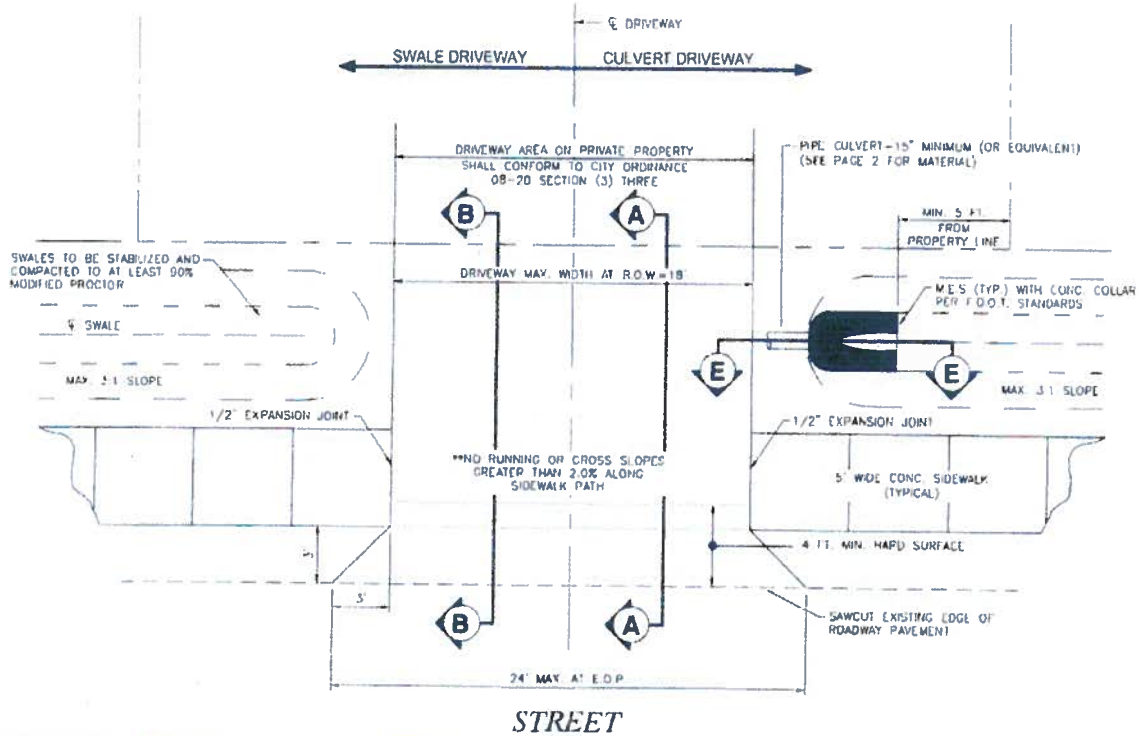 ℄ DRIVEWAY
SWALE DRIVEWAY
CULVERT DRIVEWAY
DRIVEWAY AREA ON PRIVATE PROPERTY
SHALL CONFORM TO CITY ORDINANCE
08-20 SECTION (3) THREE
PIPE CULVERT-15" MINIMUM (OR EQUIVALENT)
(SEE PAGE 2 FOR MATERIAL)
B
A
MIN. 5 FT.
FROM
PROPERTY LINE
SWALES TO BE STABILIZED AND
COMPACTED TO AT LEAST 90%
MODIFIED PROCTOR
DRIVEWAY MAX. WIDTH AT R.O.W=18'
M.E.S (TYP.) WITH CONC. COLLAR
PER F.D.O.T. STANDARDS
℄ SWALE
E
E
MAX. 3:1 SLOPE
MAX. 3:1 SLOPE
1/2" EXPANSION JOINT
1/2" EXPANSION JOINT
**NO RUNNING OR CROSS SLOPES
GREATER THAN 2.0% ALONG
SIDEWALK PATH
5' WIDE CONC. SIDEWALK
(TYPICAL)
4 FT. MIN. HARD SURFACE
3'
3'
B
A
SAWCUT EXISTING EDGE OF
ROADWAY PAVEMENT
24' MAX. AT E.O.P
STREET